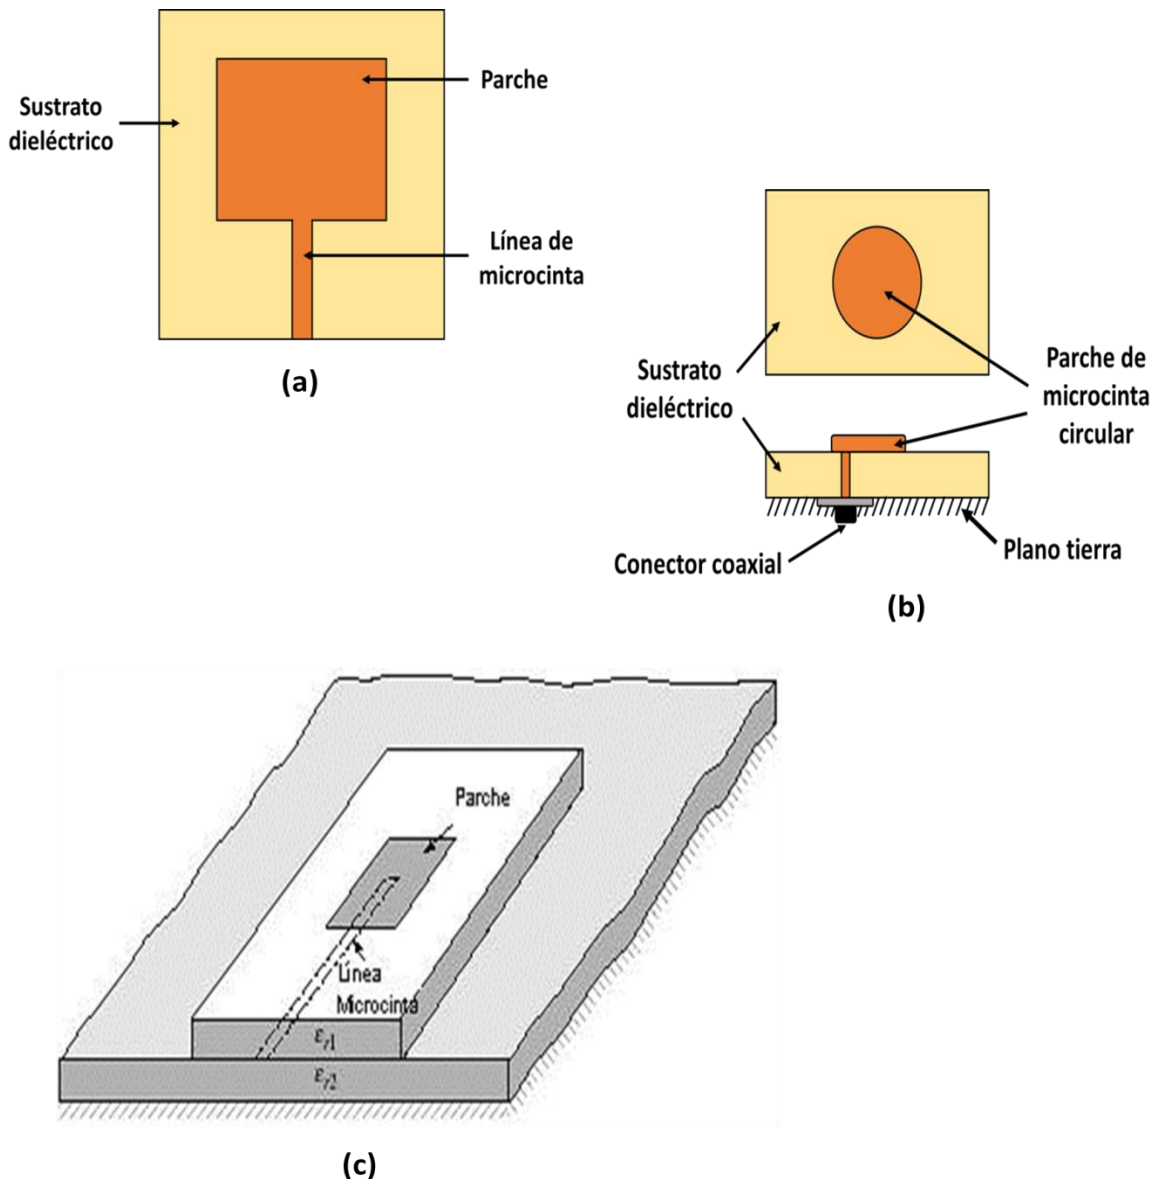 Parche
Sustrato
dieléctrico
Línea de
microcinta
(a)
Sustrato
dieléctrico
Parche de
microcinta
circular
Conector coaxial
Plano tierra
(b)
Parche
Línea
Microcinta
εr1
εr2
(c)